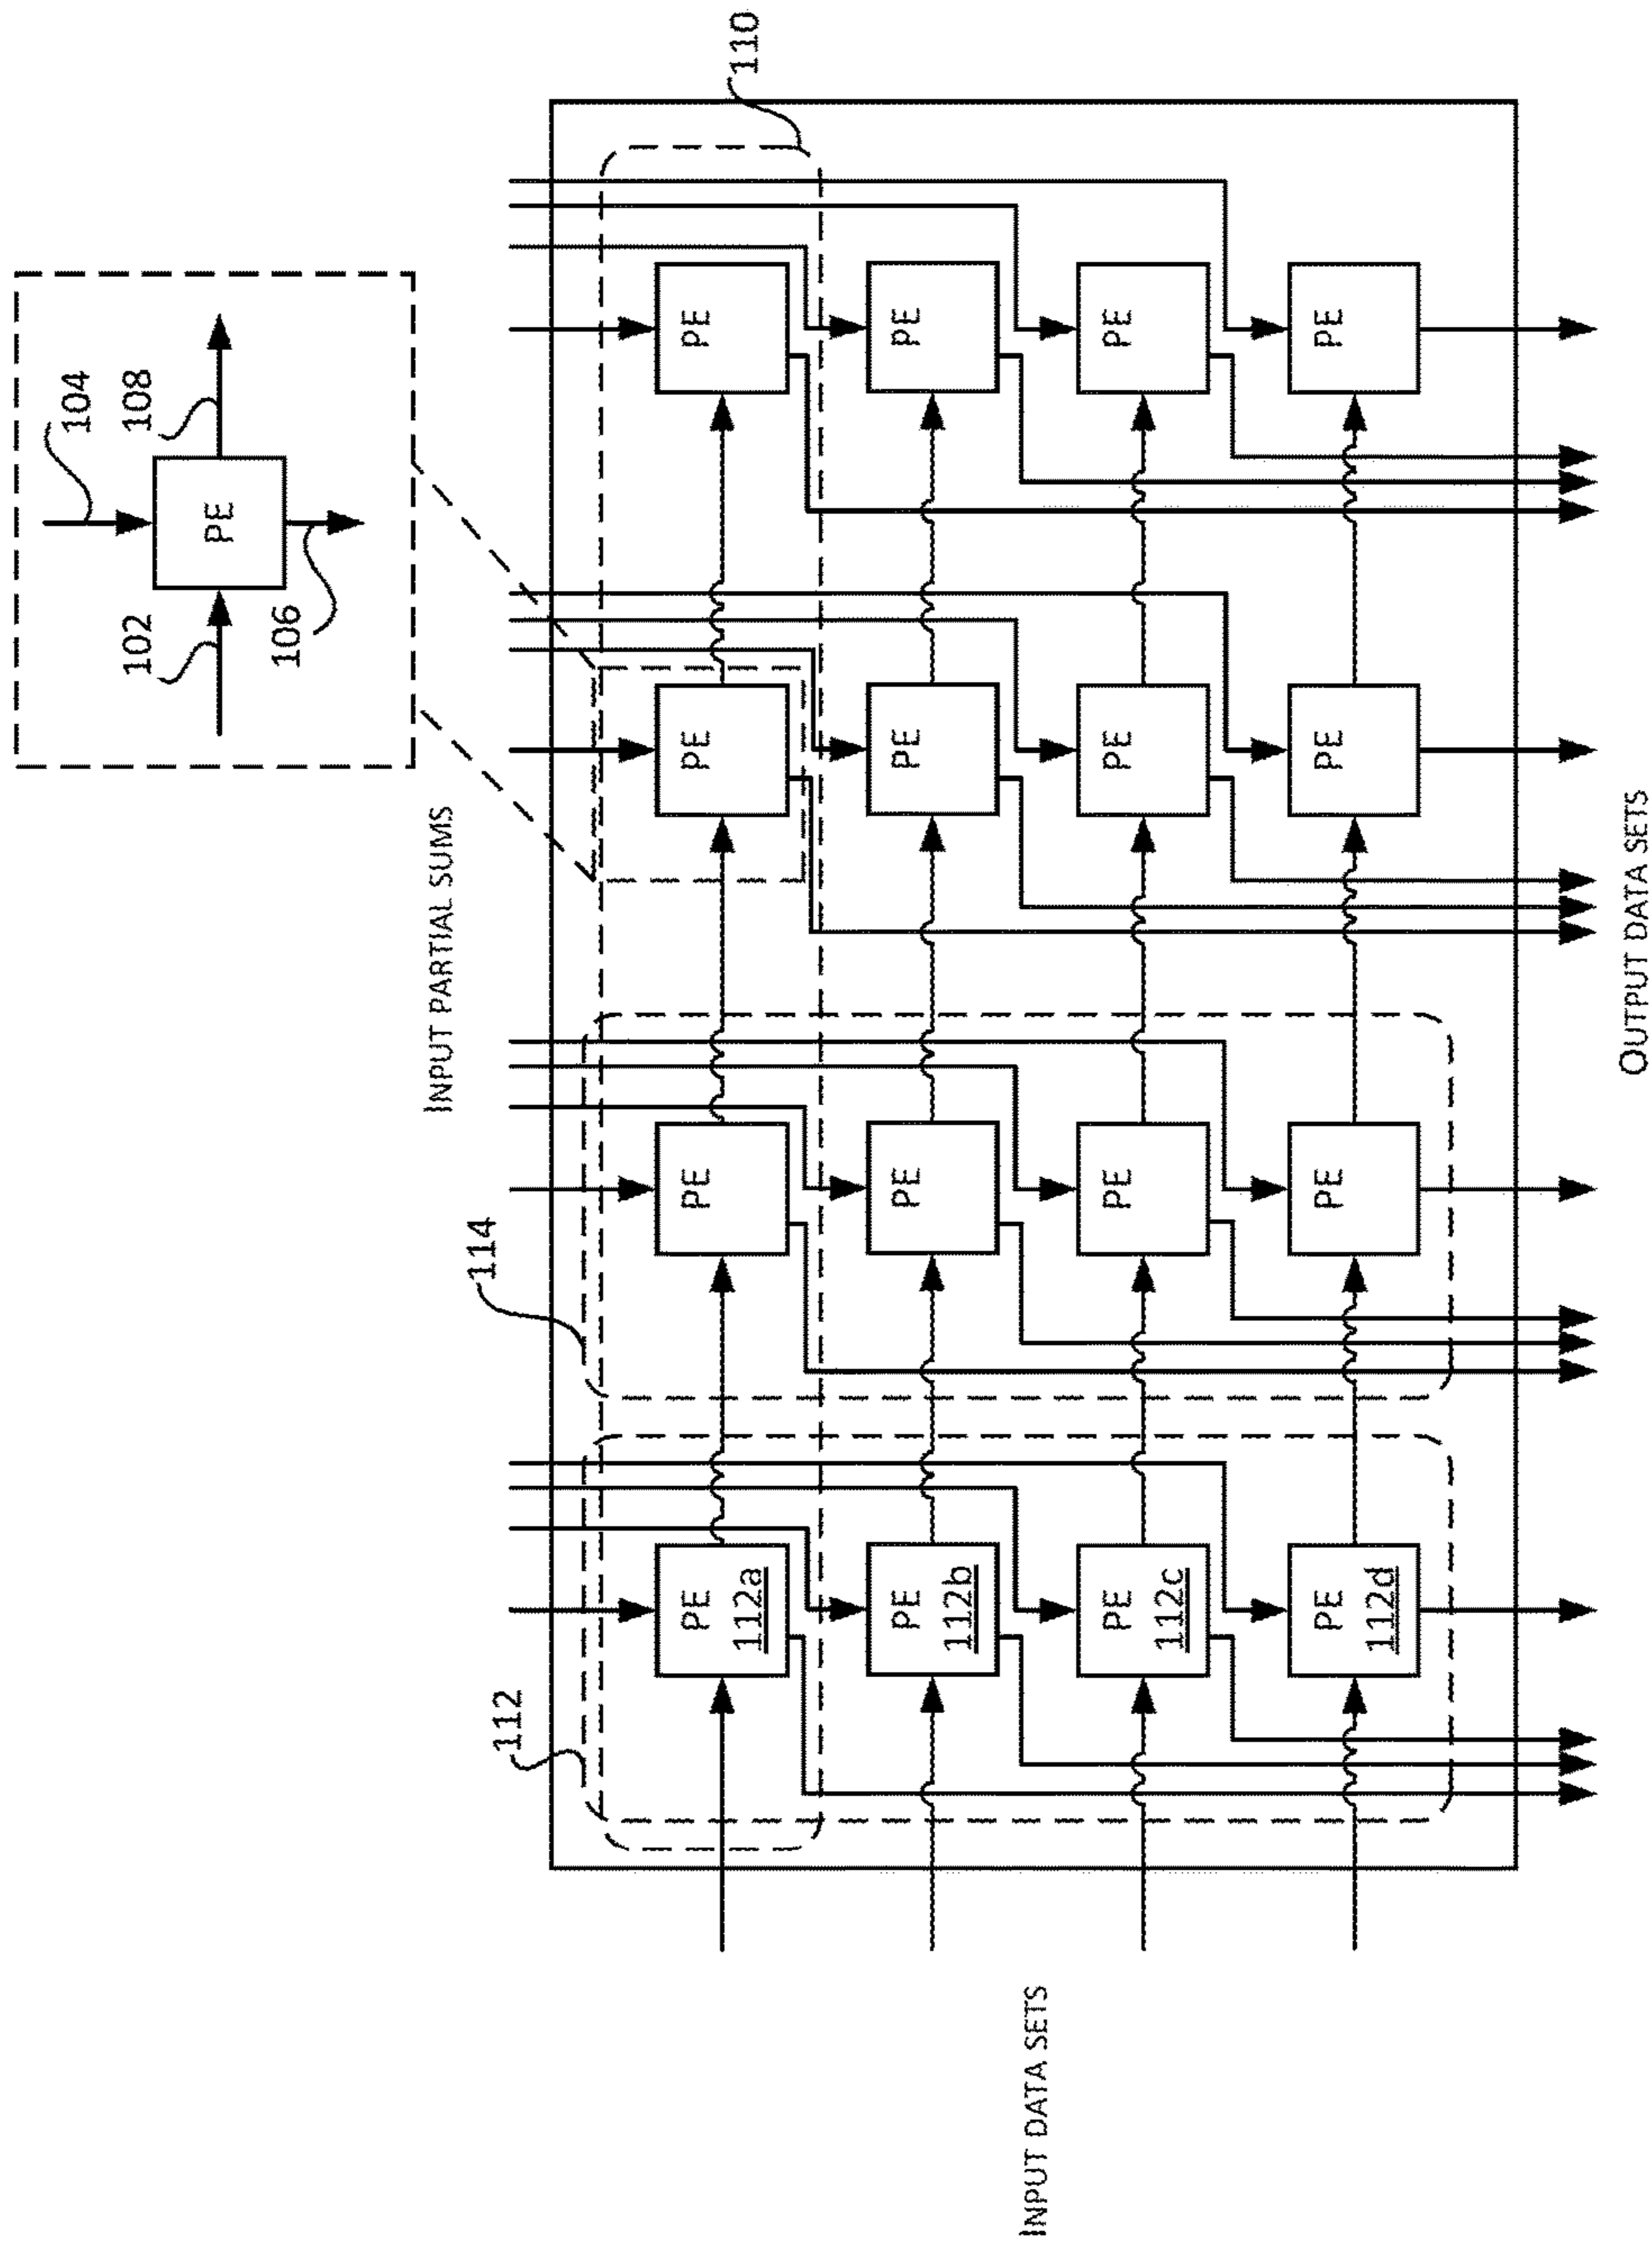 104
102 108
PE
106
INPUT PARTIAL SUMS
114
112
110
PE PE PE PE
112a
PE PE PE PE
112b
INPUT DATA SETS
PE PE PE PE
112c
PE PE PE PE
112d
OUTPUT DATA SETS